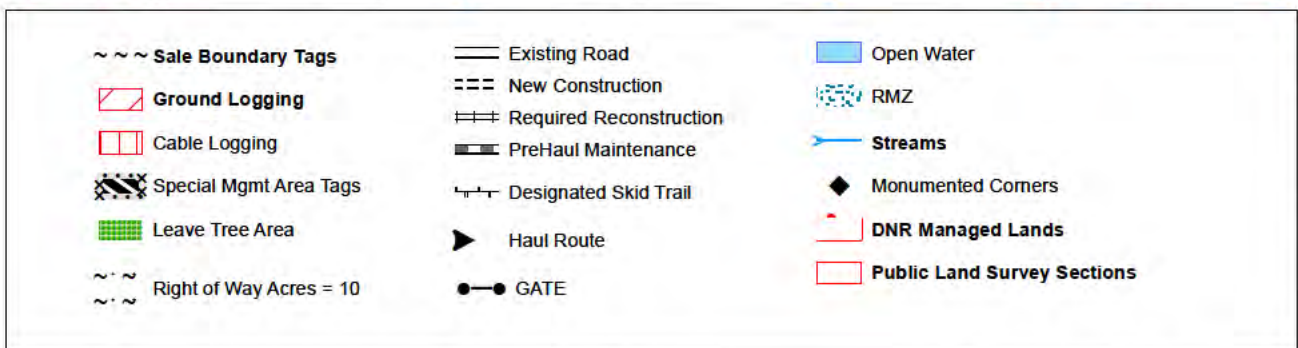 Sale Boundary Tags
Ground Logging
Cable Logging
Special Mgmt Area Tags
Leave Tree Area
Right of Way Acres = 10
Existing Road
New Construction
Required Reconstruction
PreHaul Maintenance
Designated Skid Trail
Haul Route
GATE
Open Water
RMZ
Streams
Monumented Corners
DNR Managed Lands
Public Land Survey Sections